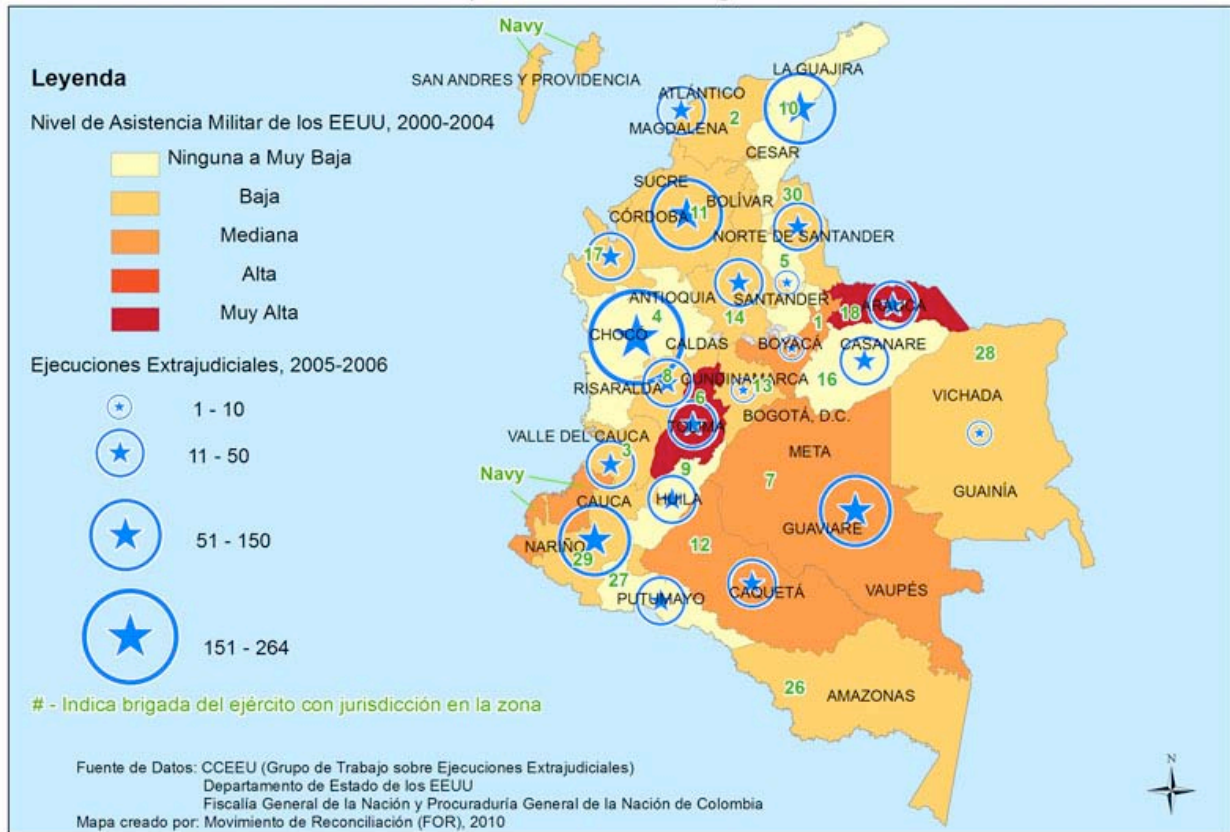 Leyenda
Nivel de Asistencia Militar de los EEUU, 2000-2004
Ninguna a Muy Baja
Baja
Mediana
Alta
Muy Alta
Ejecuciones Extrajudiciales, 2005-2006
1 - 10
11 - 50
51 - 150
151 - 264
# - Indica brigada del ejército con jurisdicción en la zona
Navy
SAN ANDRES Y PROVIDENCIA
LA GUAJIRA
ATLÁNTICO
10
2
MAGDALENA
CESAR
SUCRE
30
BOLÍVAR
11
CÓRDOBA
NORTE DE SANTANDER
17
5
ANTIOQUIA
SANTANDER
ARAUCA
4
14
1
18
CHOCÓ
CALDAS
BOYACÁ
CASANARE
28
8
CUNDINAMARCA
16
RISARALDA
13
6
VICHADA
BOGOTÁ, D.C.
TOLIMA
VALLE DEL CAUCA
3
META
Navy
9
7
GUAINÍA
CAUCA
HUILA
GUAVIARE
NARIÑO
12
29
27
VAUPÉS
PUTUMAYO
CAQUETÁ
26
AMAZONAS
Fuente de Datos: CCEEU (Grupo de Trabajo sobre Ejecuciones Extrajudiciales)
Departamento de Estado de los EEUU
Fiscalía General de la Nación y Procuraduría General de la Nación de Colombia
Mapa creado por: Movimiento de Reconciliación (FOR), 2010
N